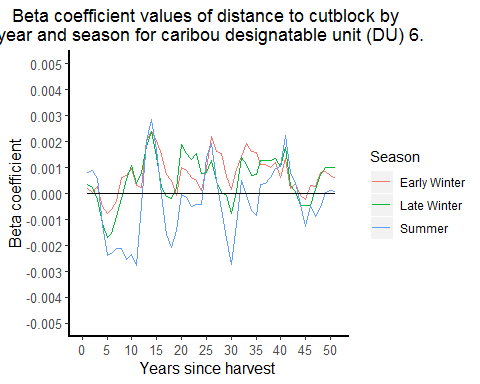 Beta coefficient values of distance to cutblock by
year and season for caribou designatable unit (DU) 6.
Beta coefficient
0.005
0.004
0.003
0.002
0.001
0.000
-0.001
-0.002
-0.003
-0.004
-0.005
0 5 10 15 20 25 30 35 40 45 50
Years since harvest
Season
Early Winter
Late Winter
Summer